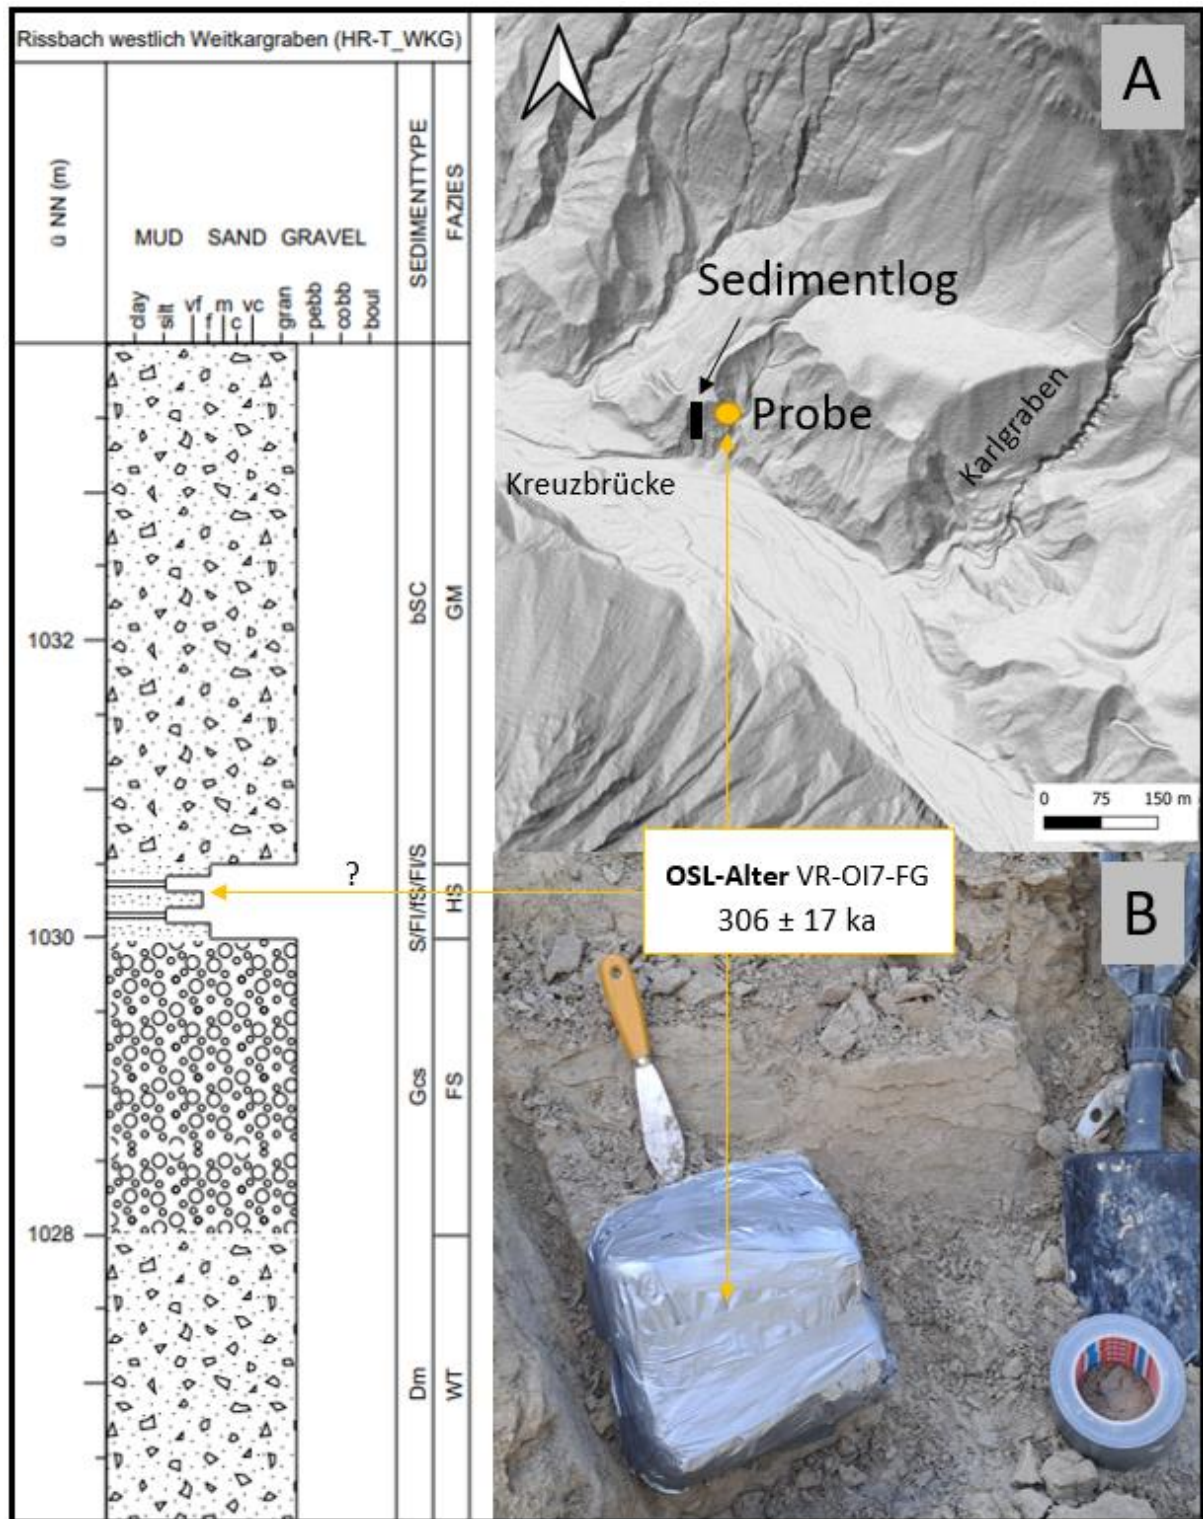 Rissbach westlich Weitkargraben (HR-T_WKG)
ü NN (m)
MUD SAND GRAVEL
clay
silt
vf
f
m
c
vc
gran
pebb
cobb
boul
SEDIMENTTYPE
FAZIES
1032
1030
1028
bSC
GM
S/Fl/fS/Fl/S
HS
Gcs
FS
Dm
WT
?
A
Sedimentlog
Probe
Kreuzbrücke
Karlgraben
0 75 150 m
OSL-Alter VR-OI7-FG
306 ± 17 ka
B